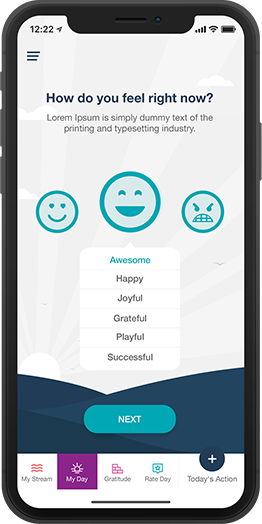 12:22
How do you feel right now?
Lorem Ipsum is simply dummy text of the
printing and typesetting industry.
Awesome
Happy
Joyful
Grateful
Playful
Successful
NEXT
+
My Stream My Day Gratitude Rate Day Today's Action